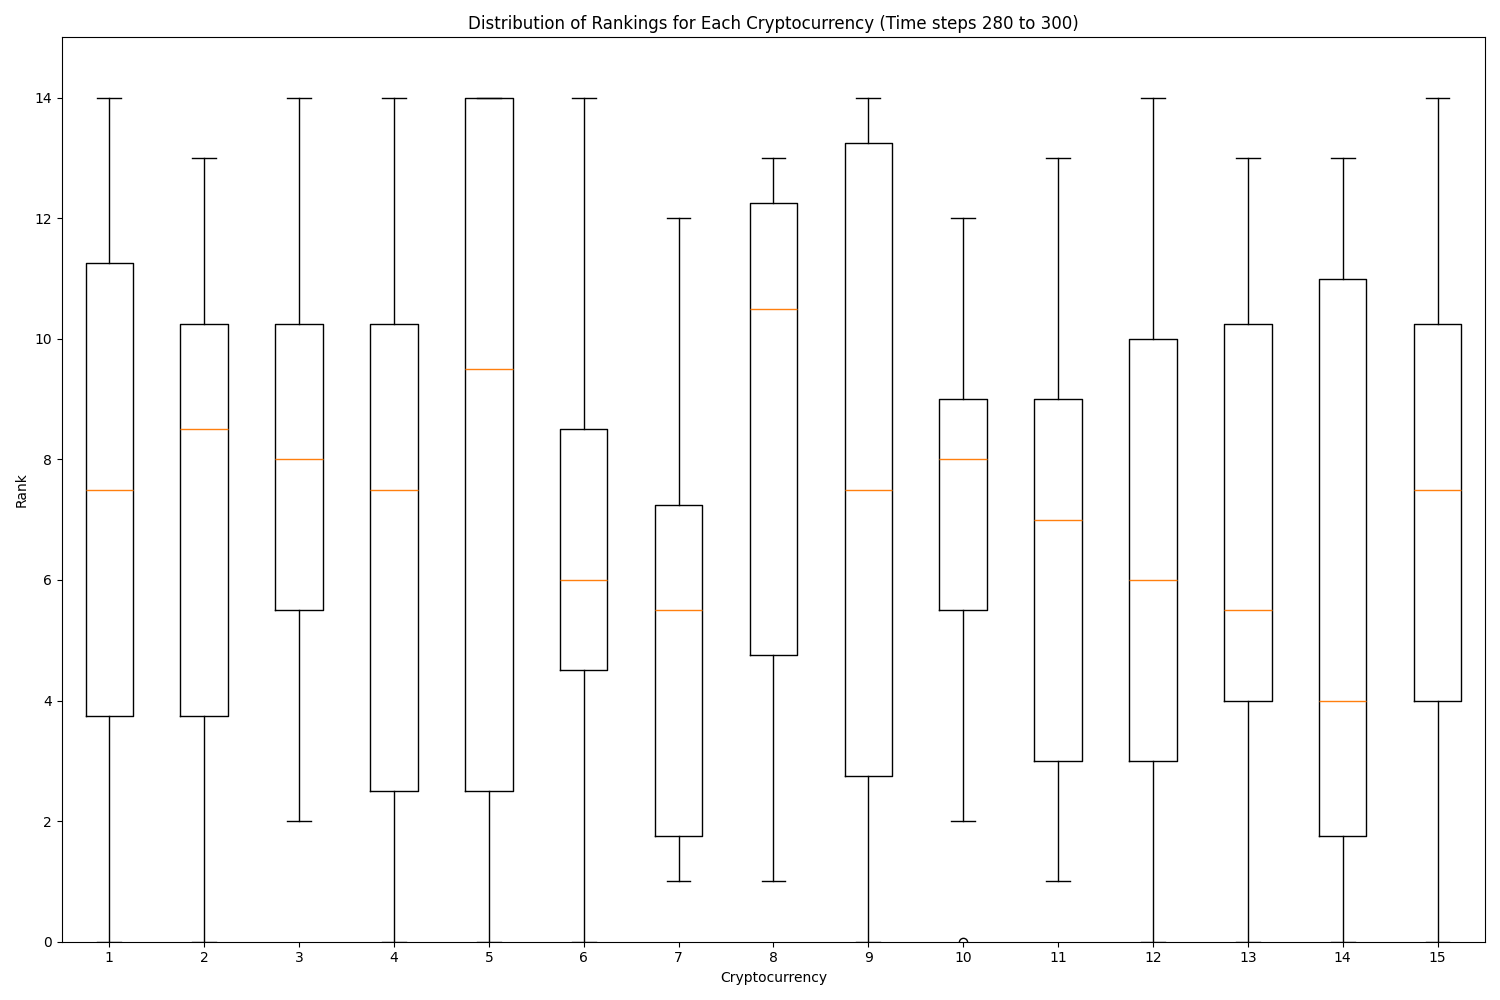 Distribution of Rankings for Each Cryptocurrency (Time steps 280 to 300)
14
12
10
8
6
4
2
0
Rank
1 2 3 4 5 6 7 8 9 10 11 12 13 14 15
Cryptocurrency